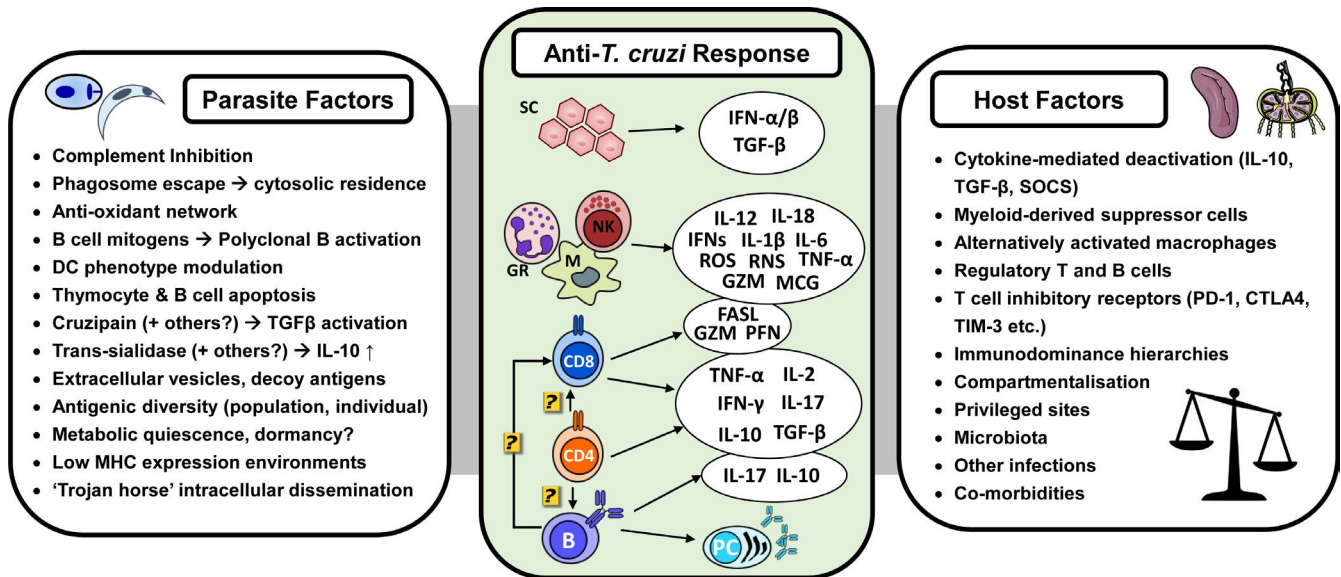 Parasite Factors
• Complement Inhibition
• Phagosome escape → cytosolic residence
• Anti-oxidant network
• B cell mitogens → Polyclonal B activation
• DC phenotype modulation
• Thymocyte & B cell apoptosis
• Cruzipain (+ others?) → TGFβ activation
• Trans-sialidase (+ others?) → IL-10 ↑
• Extracellular vesicles, decoy antigens
• Antigenic diversity (population, individual)
• Metabolic quiescence, dormancy?
• Low MHC expression environments
• ‘Trojan horse’ intracellular dissemination
Anti-T. cruzi Response
SC
IFN-α/β
TGF-β
GR
NK
M
IL-12 IL-18
IFNs IL-1β IL-6
ROS RNS TNF-α
GZM MCG
FASL
GZM PFN
CD8
TNF-α IL-2
IFN-γ IL-17
IL-10 TGF-β
?
?
CD4
?
IL-17 IL-10
B
PC
Host Factors
• Cytokine-mediated deactivation (IL-10,
TGF-β, SOCS)
• Myeloid-derived suppressor cells
• Alternatively activated macrophages
• Regulatory T and B cells
• T cell inhibitory receptors (PD-1, CTLA4,
TIM-3 etc.)
• Immunodominance hierarchies
• Compartmentalisation
• Privileged sites
• Microbiota
• Other infections
• Co-morbidities